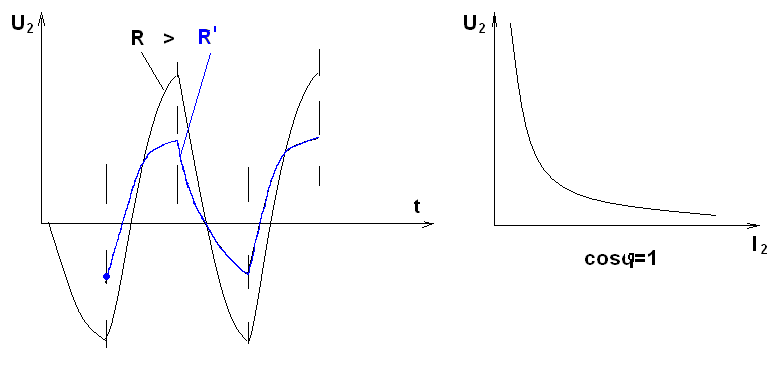 U₂
R > R'
t
U₂
I₂
cosφ=1